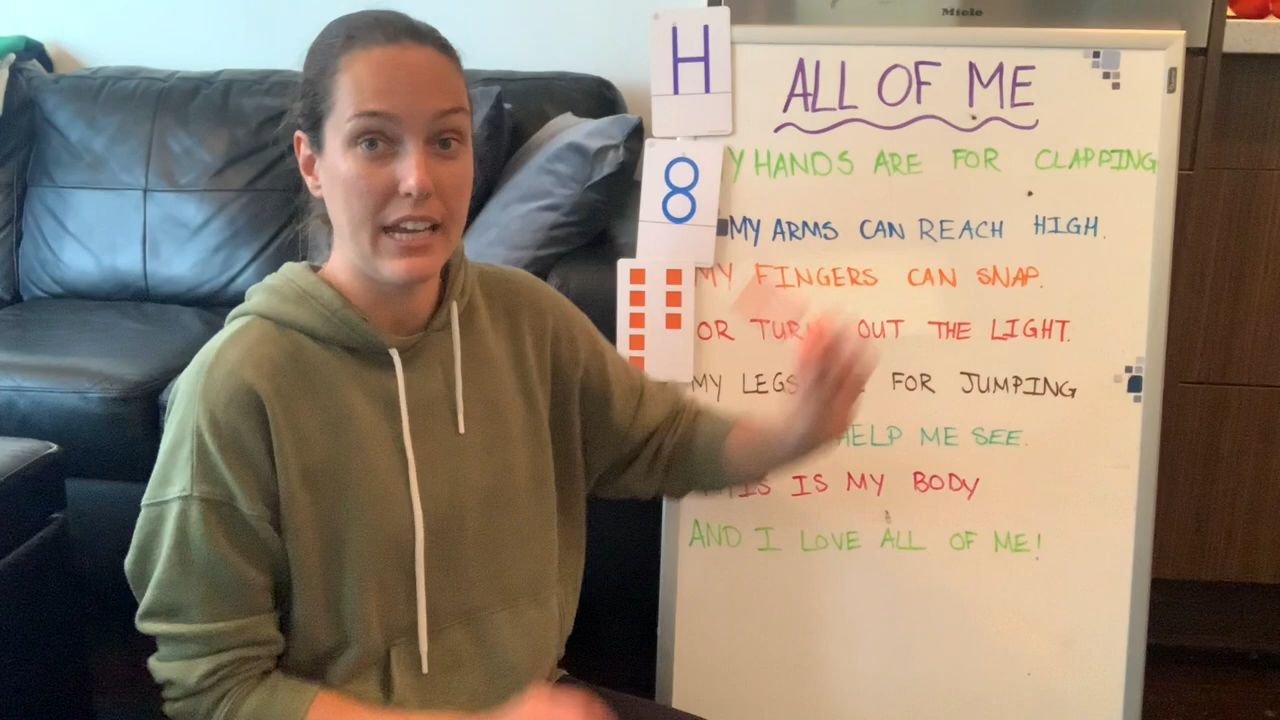 Miele
H
8
ALL OF ME
Y HANDS ARE FOR CLAPPING
MY ARMS CAN REACH HIGH.
MY FINGERS CAN SNAP.
OR OUT THE LIGHT.
MY LEGS FOR JUMPING
HELP ME SEE.
IS MY BODY
AND I LOVE ALL OF ME!